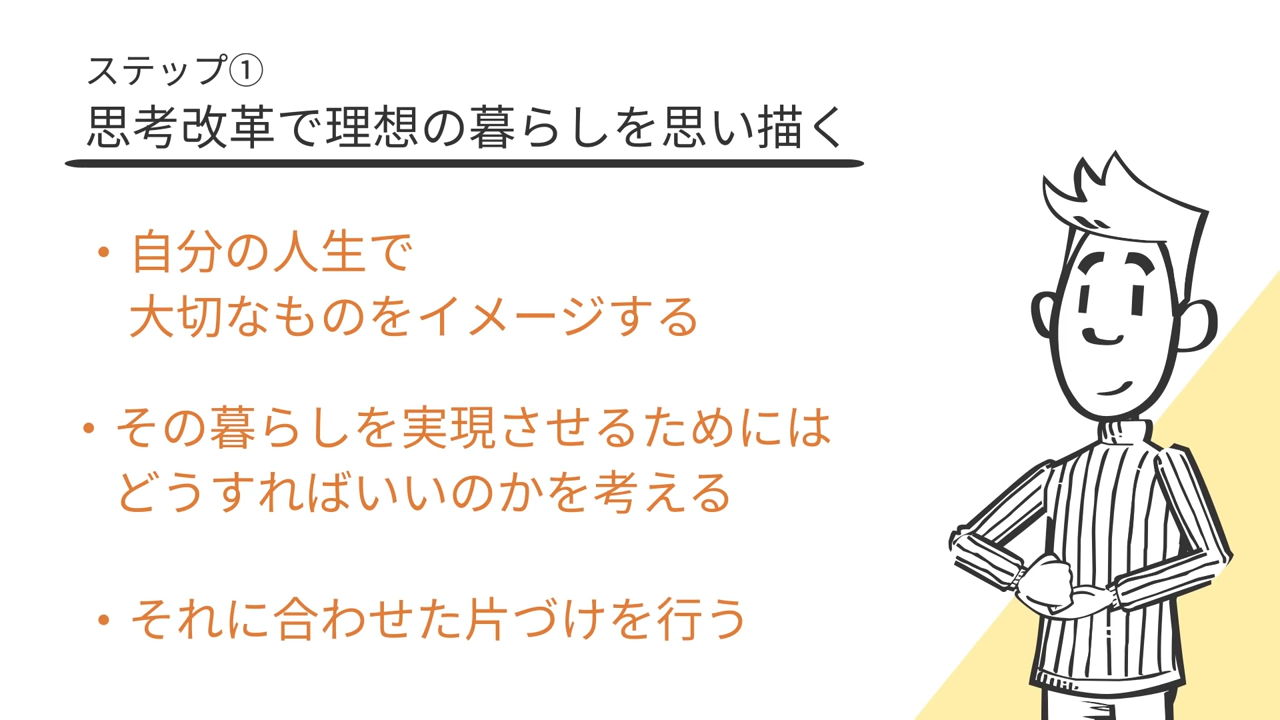 ステップ①
思考改革で理想の暮らしを思い描く
・自分の人生で
大切なものをイメージする
・その暮らしを実現させるためには
どうすればいいのかを考える
・それに合わせた片づけを行う